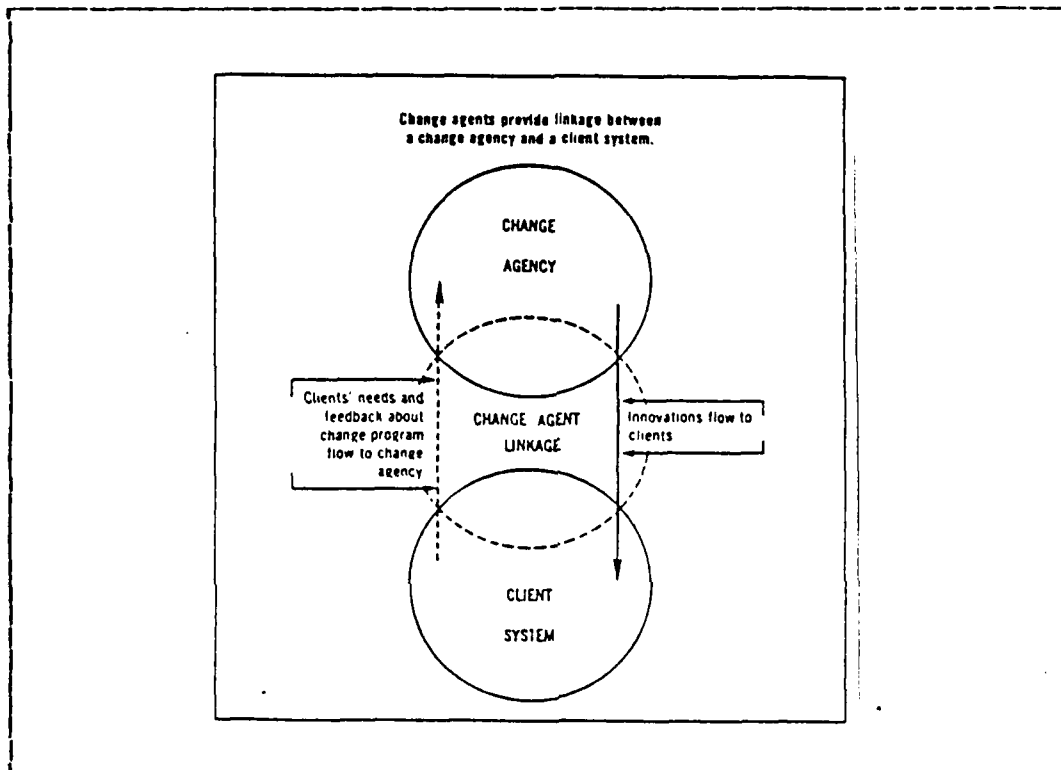 Change agents provide linkage between
a change agency and a client system.
CHANGE
AGENCY
Clients' needs and
feedback about
change program
flow to change
agency
CHANGE AGENT
LINKAGE
Innovations flow to
clients
CLIENT
SYSTEM